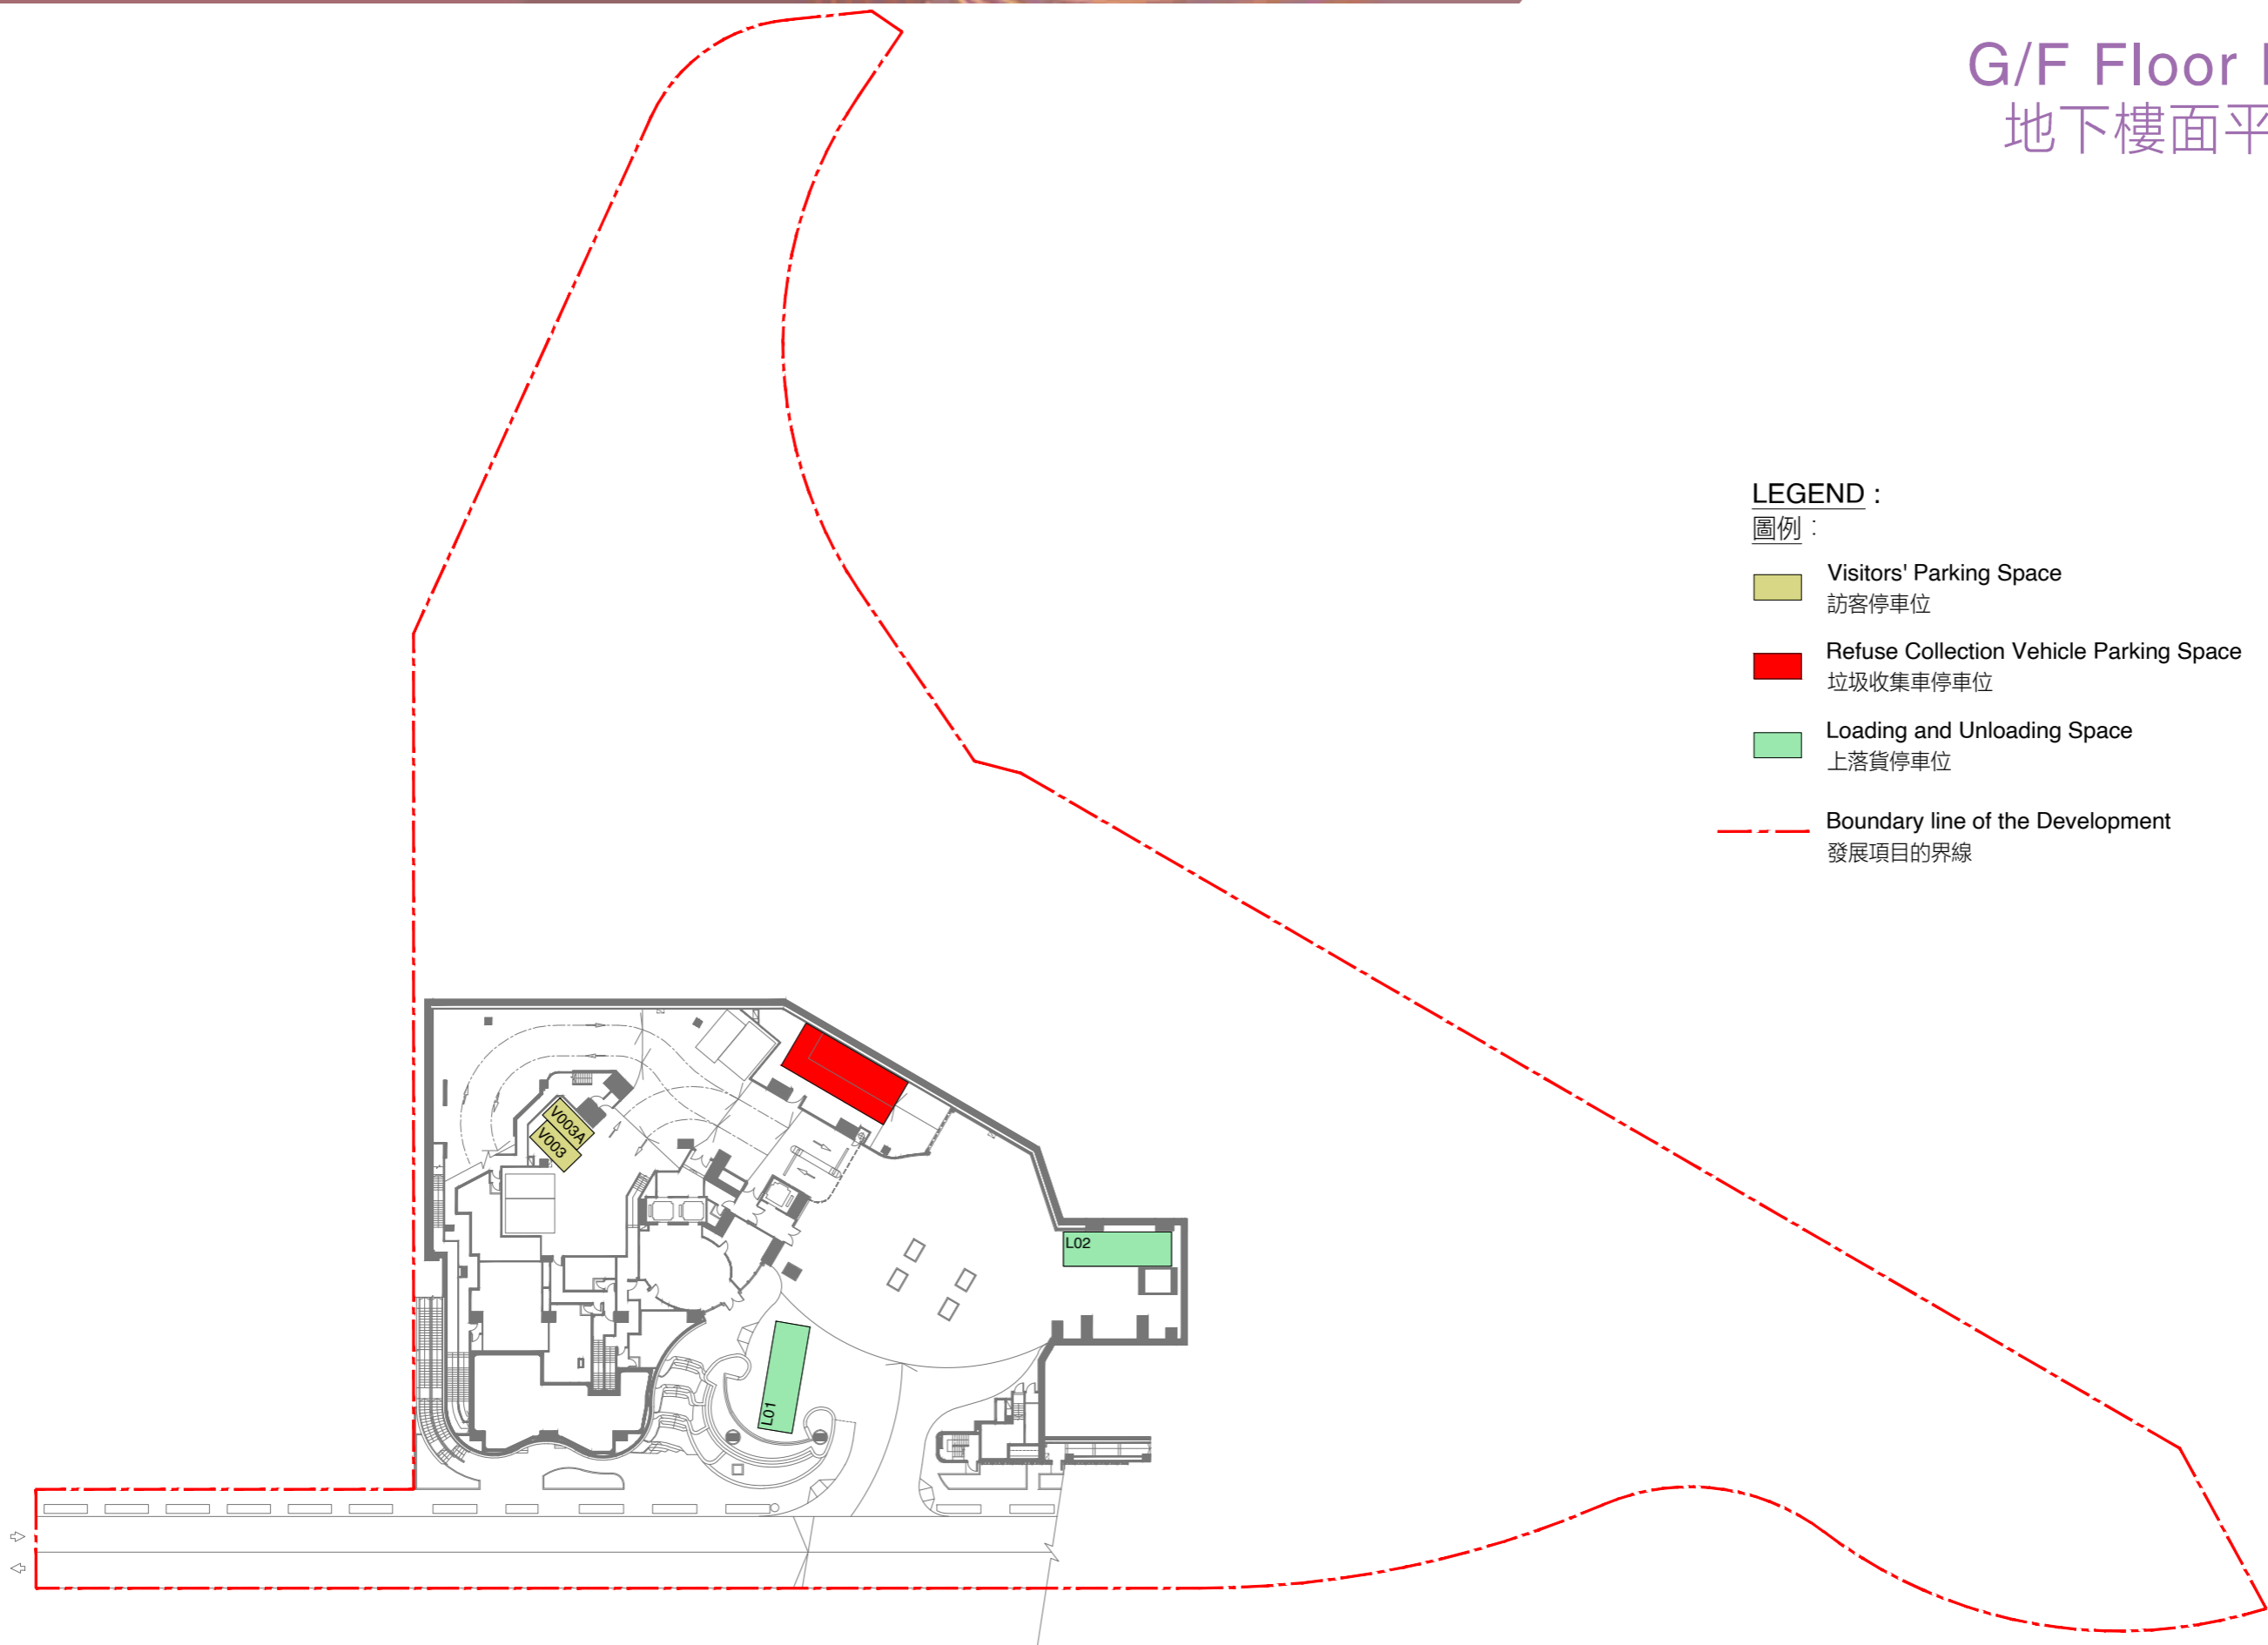 G/F Floor
地下樓面平
LEGEND :
圖例 :
Visitors' Parking Space
訪客停車位
Refuse Collection Vehicle Parking Space
垃圾收集車停車位
Loading and Unloading Space
上落貨停車位
Boundary line of the Development
發展項目的界線
V003A
V003
L02
L01